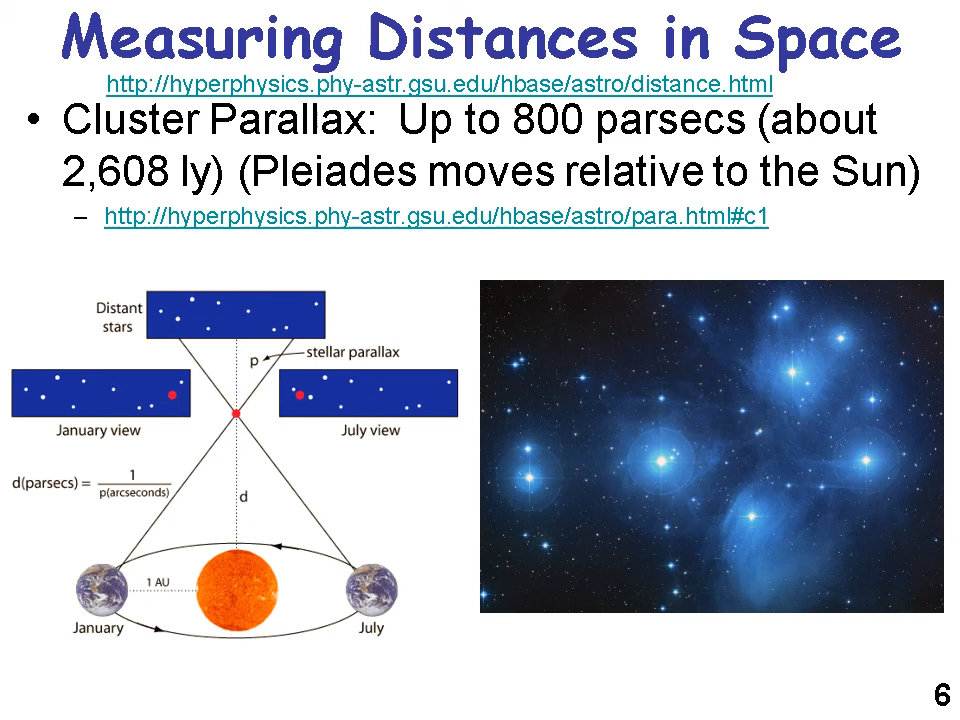 Measuring Distances in Space
http://hyperphysics.phy-astr.gsu.edu/hbase/astro/distance.html
• Cluster Parallax: Up to 800 parsecs (about
2,608 ly) (Pleiades moves relative to the Sun)
– http://hyperphysics.phy-astr.gsu.edu/hbase/astro/para.html#c1
Distant
stars
p
stellar parallax
January view
July view
d(parsecs) = 1
p(arcseconds)
d
1 AU
January
July
6